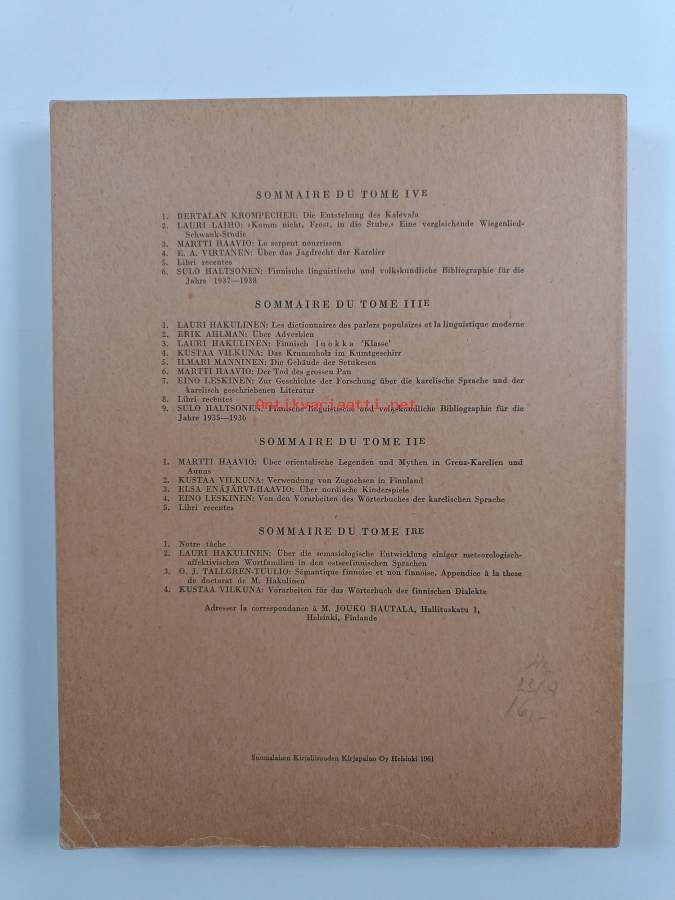 SOMMAIRE DU TOME IVE
1. BERTALAN KROMPECHER: Die Entstehung des Kalevala
2. LAURI LAIHO: ›Komm nicht, Frost, in die Stube.› Eine vergleichende Wiegenlied-
Schwank-Studie
3. MARTTI HAAVIO: Le serpent nourrisson
4. E. A. VIRTANEN: Über das Jagdrecht der Karelier
5. Libri recentes
6. SULO HALTSONEN: Finnische linguistische und volkskundliche Bibliographie für die
Jahre 1937—1938
SOMMAIRE DU TOME IIIE
1. LAURI HAKULINEN: Les dictionnaires des parlers populaires et la linguistique moderne
2. ERIK AHLMAN: Über Adverbien
3. LAURI HAKULINEN: Finnisch luokka 'Klasse'
4. KUSTAA VILKUNA: Das Krummholz im Kumtgeschirr
5. ILMARI MANNINEN: Die Gebäude der Setukesen
6. MARTTI HAAVIO: Der Tod des grossen Pan
7. EINO LESKINEN: Zur Geschichte der Forschung über die karelische Sprache und der
karelisch geschriebenen Literatur
8. Libri recentes
9. SULO HALTSONEN: Finnische linguistische und volkskundliche Bibliographie für die
Jahre 1935—1936
Antikvariaatti.net
SOMMAIRE DU TOME IIE
1. MARTTI HAAVIO: Über orientalische Legenden und Mythen in Grenz-Karelien und
Aunus
2. KUSTAA VILKUNA: Verwendung von Zugochsen in Finnland
3. ELSA ENÄJÄRVI-HAAVIO: Über nordische Kinderspiele
4. EINO LESKINEN: Von den Vorarbeiten des Wörterbuches der karelischen Sprache
5. Libri recentes
SOMMAIRE DU TOME IRE
1. Notre tâche
2. LAURI HAKULINEN: Über die semasiologische Entwicklung einiger meteorologisch-
affektivischen Wortfamilien in den ostseefinnischen Sprachen
3. O. J. TALLGREN-TUULIO: Sémantique finnoise et non finnoise. Appendice à la these
de doctorat de M. Hakulinen
4. KUSTAA VILKUNA: Vorarbeiten für das Wörterbuch der finnischen Dialekte
Adresser la correspondance à M. JOUKO HAUTALA, Hallituskatu 1,
Helsinki, Finlande
Suomalaisen Kirjallisuuden Kirjapaino Oy Helsinki 1961